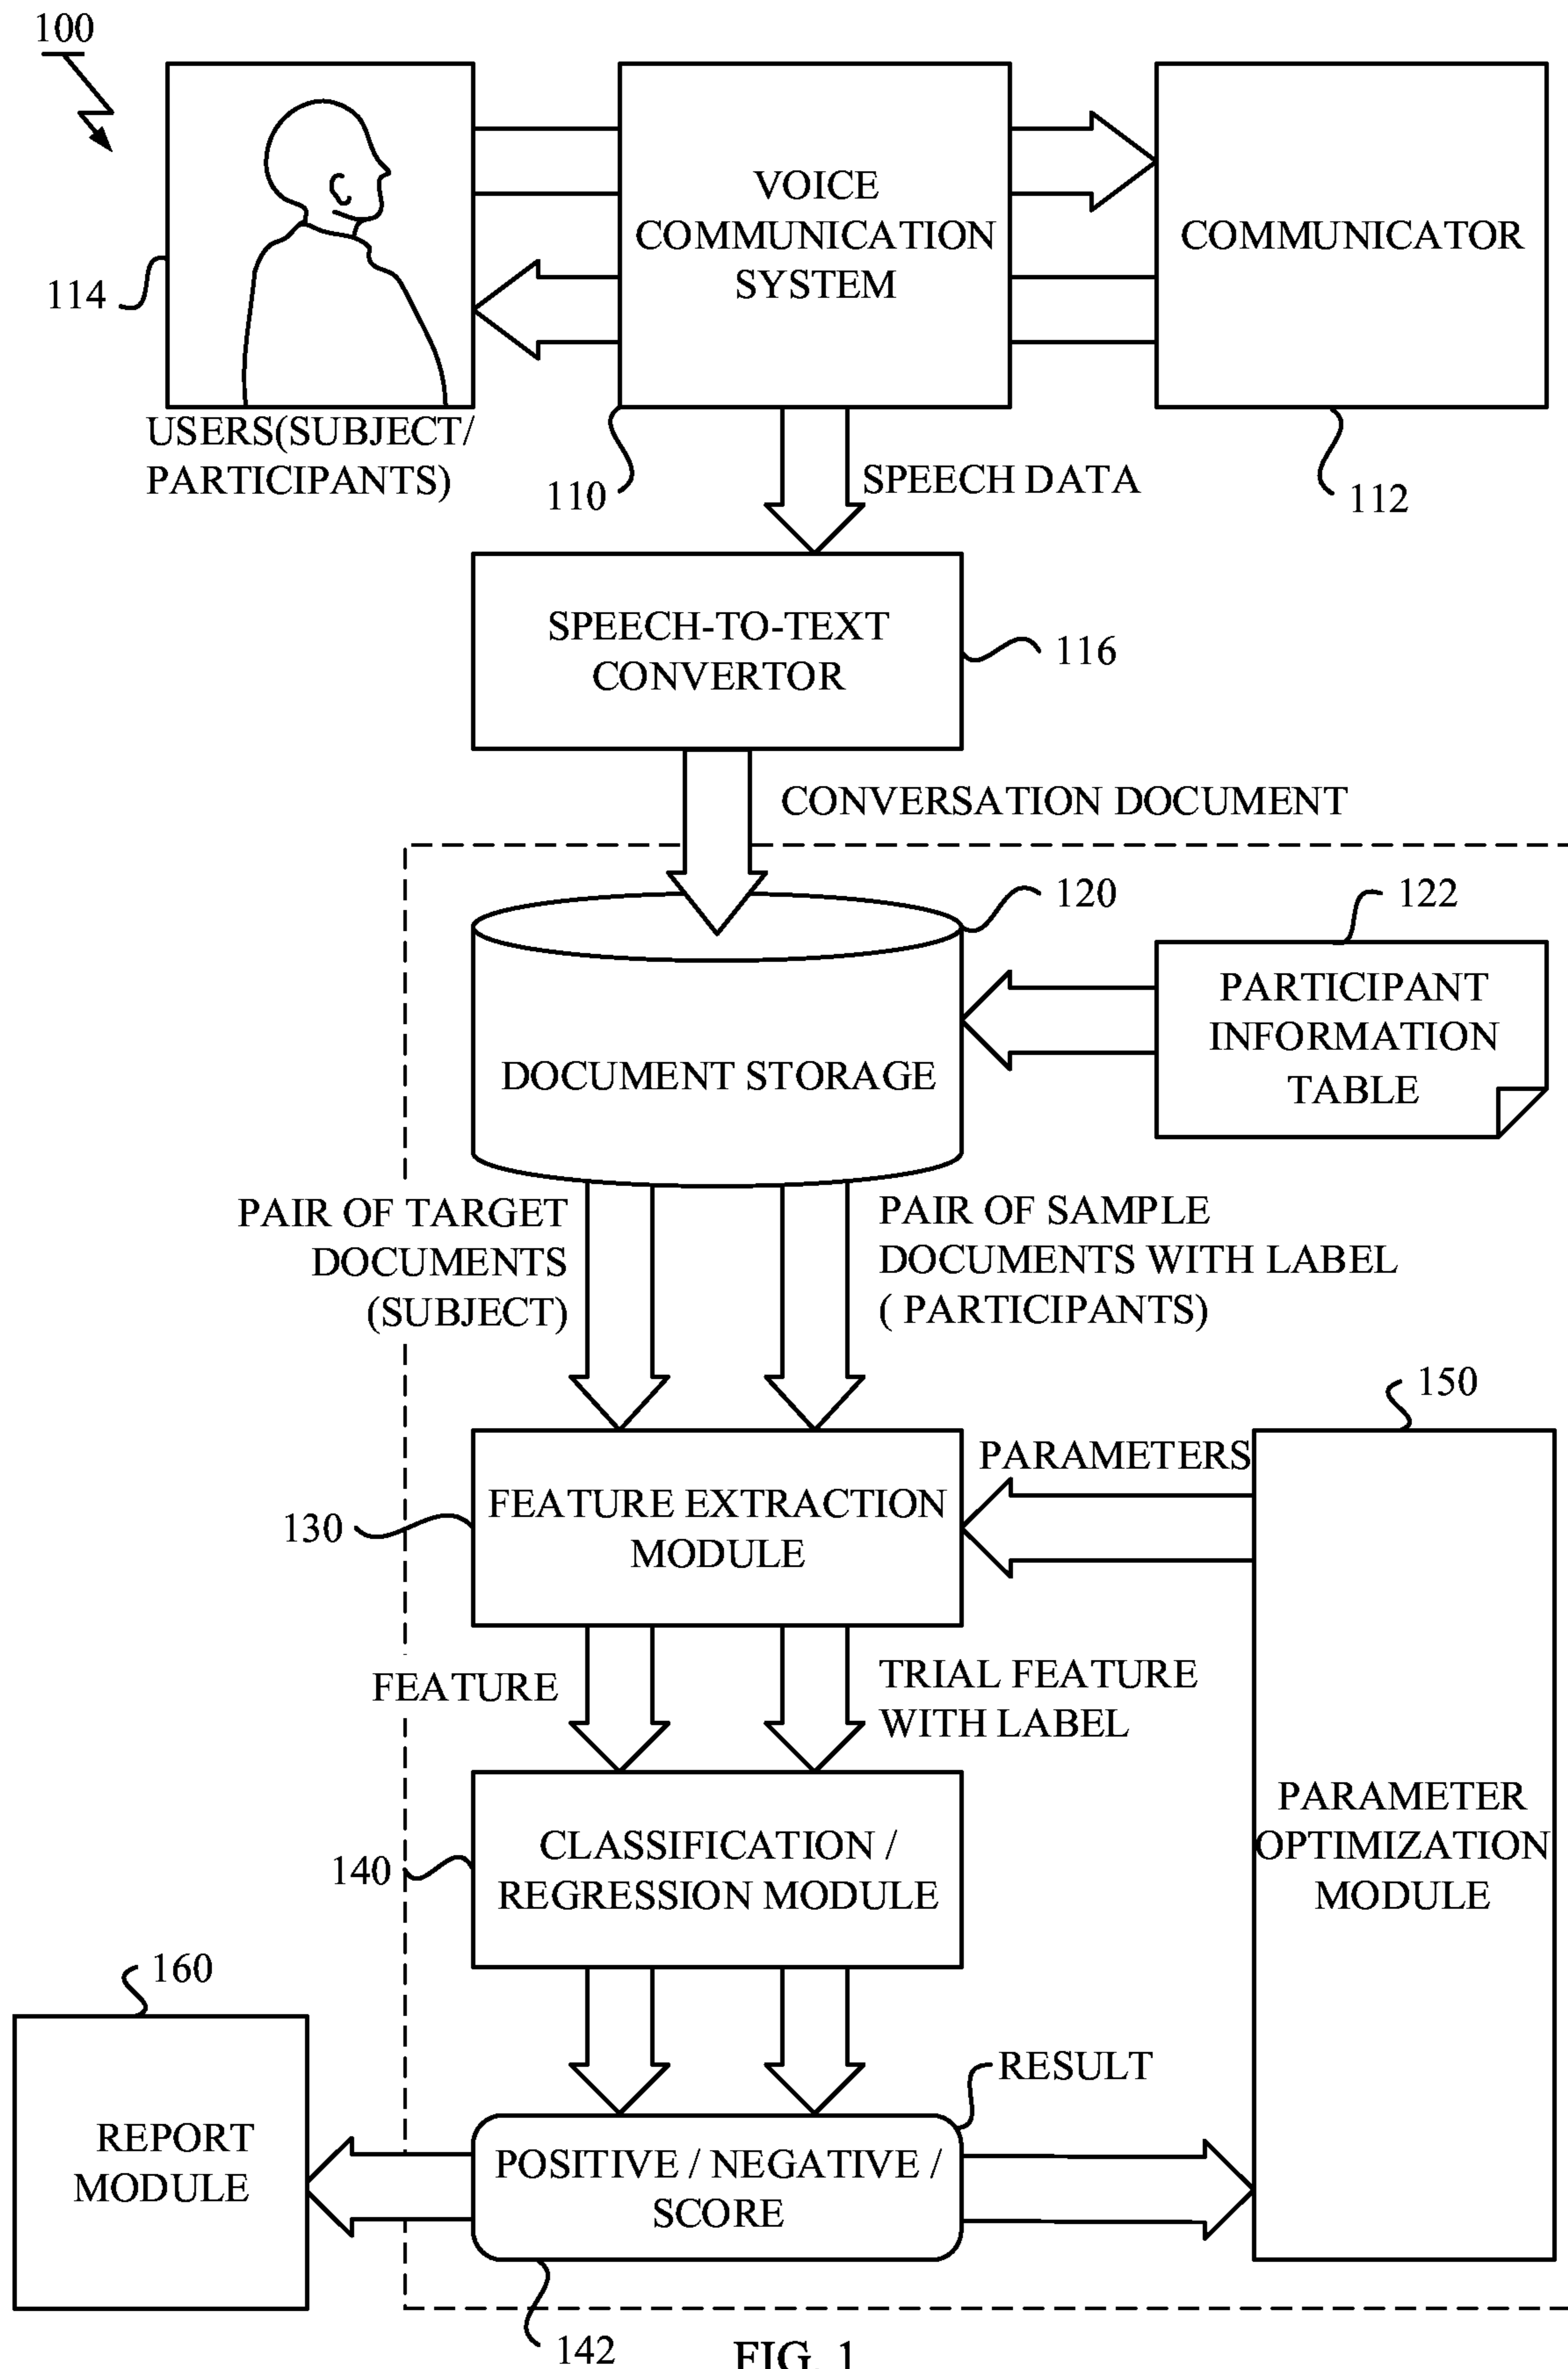 100
VOICE
COMMUNICATION
SYSTEM
COMMUNICATOR
114
USERS(SUBJECT/
PARTICIPANTS)
110
SPEECH DATA
112
SPEECH-TO-TEXT
CONVERTOR
116
CONVERSATION DOCUMENT
120
122
PARTICIPANT
INFORMATION
TABLE
DOCUMENT STORAGE
PAIR OF TARGET
DOCUMENTS
(SUBJECT)
PAIR OF SAMPLE
DOCUMENTS WITH LABEL
( PARTICIPANTS)
150
PARAMETERS
130
FEATURE EXTRACTION
MODULE
FEATURE
TRIAL FEATURE
WITH LABEL
PARAMETER
OPTIMIZATION
MODULE
140
CLASSIFICATION /
REGRESSION MODULE
160
RESULT
REPORT
MODULE
POSITIVE / NEGATIVE /
SCORE
142
FIG. 1